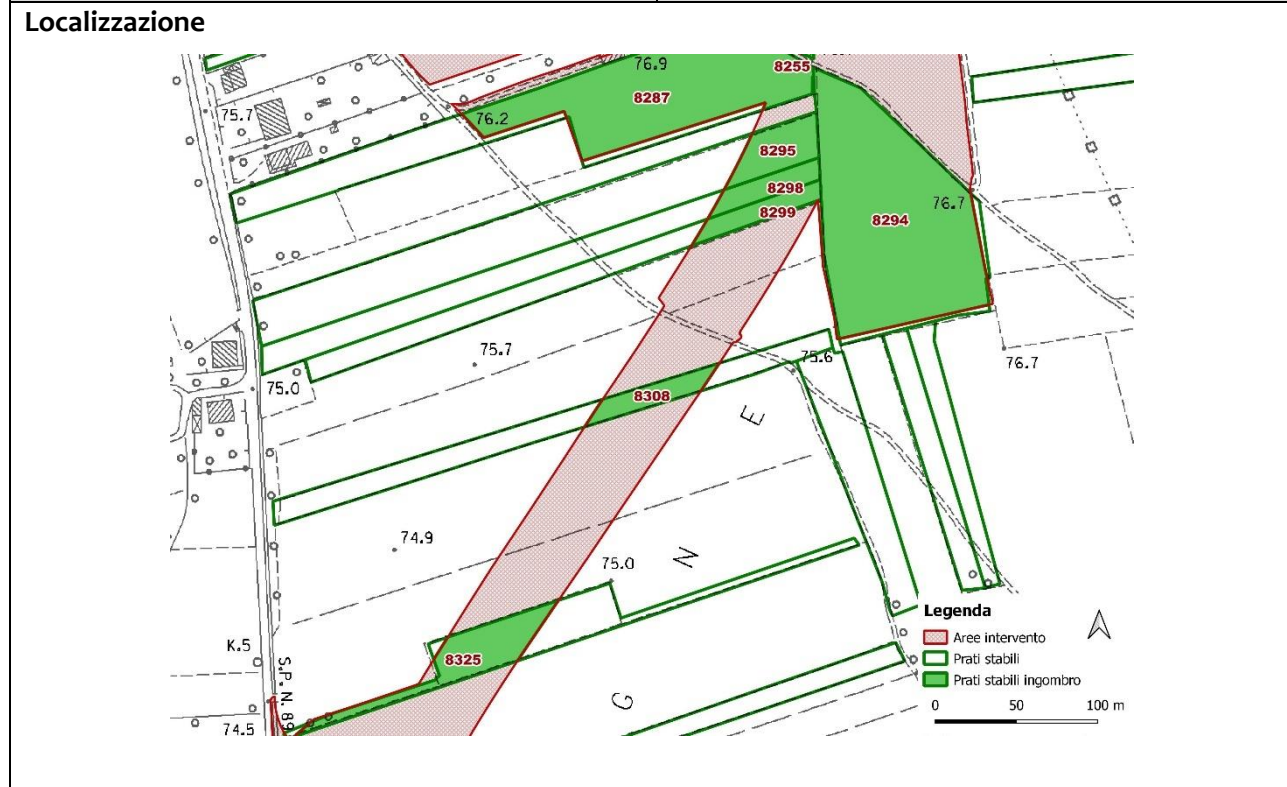 Localizzazione
8255
76.9
8287
75.7
76.2
8295
8298
8299
76.7
8294
75.7
75.6
76.7
75.0
8308
E
74.9
N
75.0
K.5
8325
S.P. N. 89
G
74.5
Legenda
Aree intervento
Prati stabili
Prati stabili ingombro
0 50 100 m